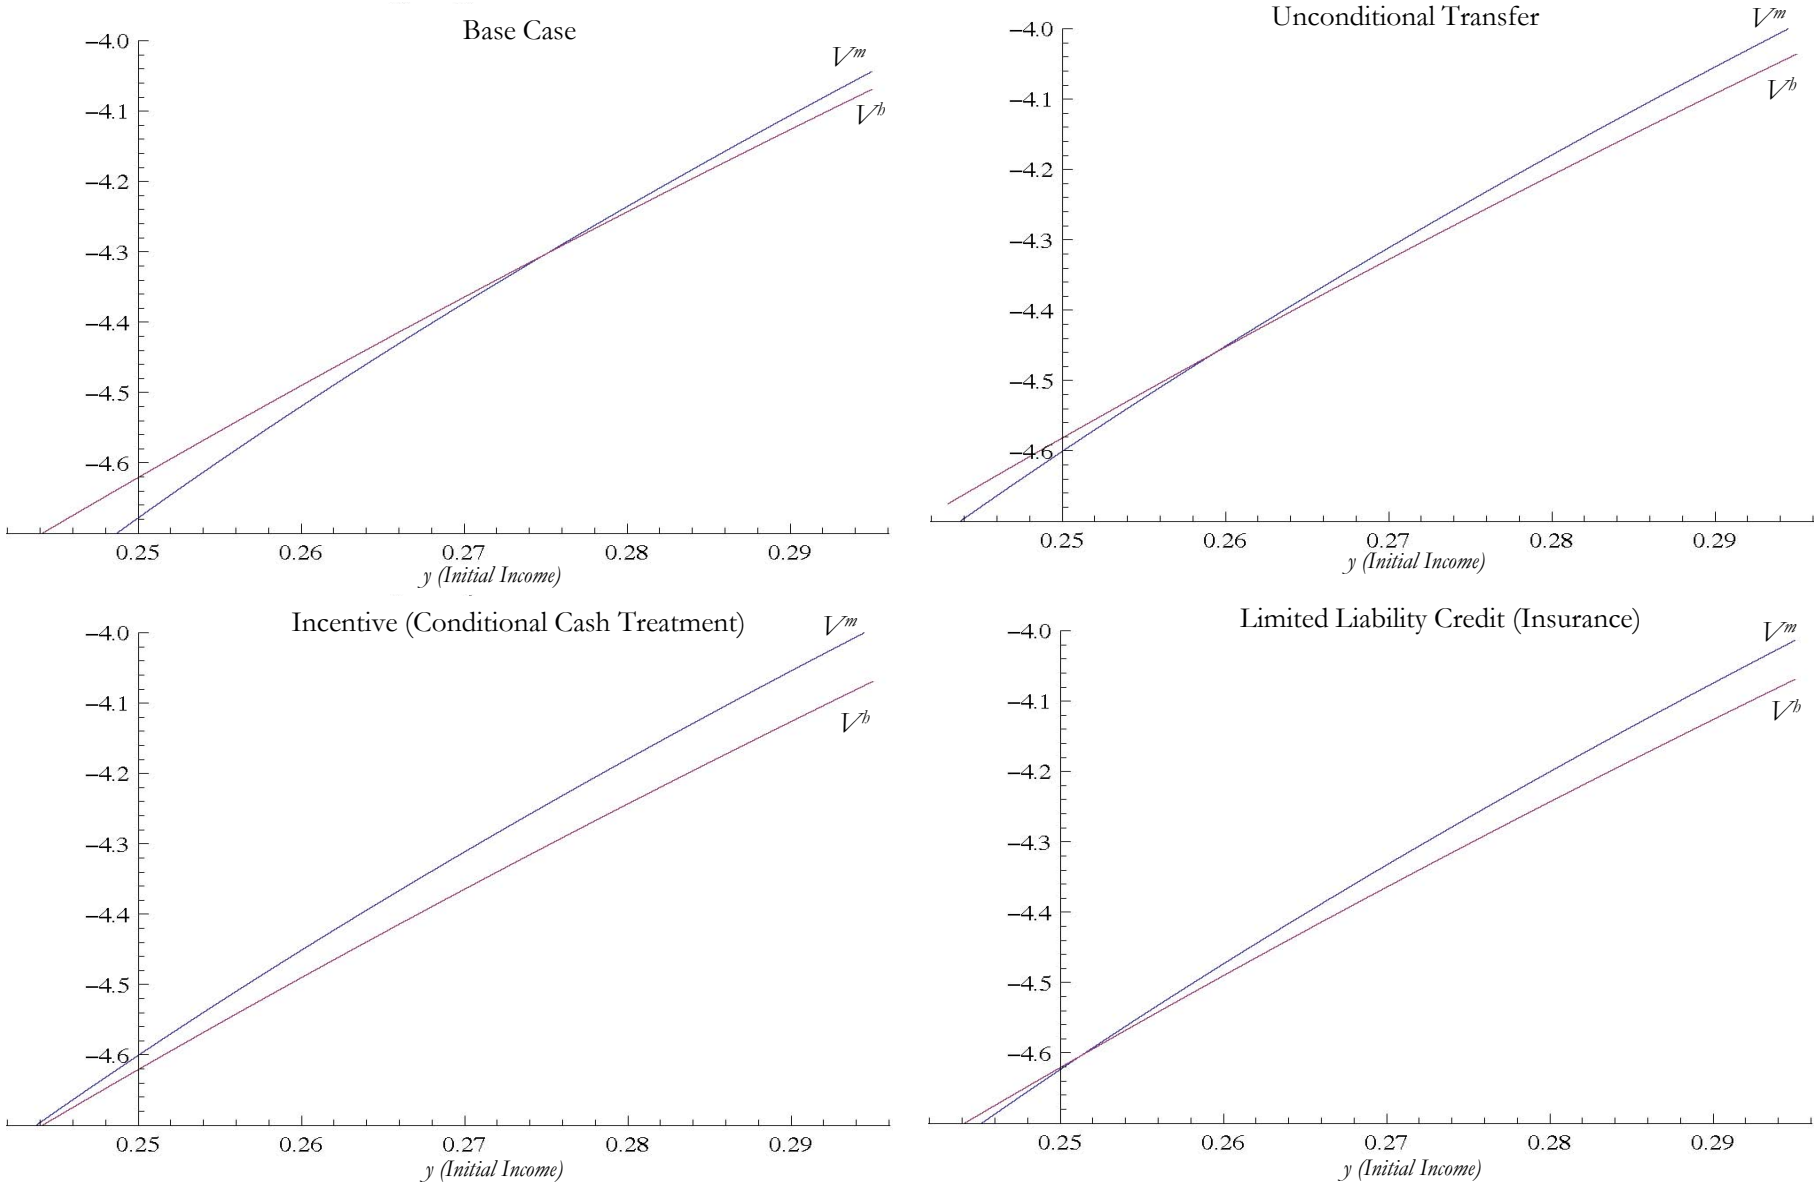 Base Case
−4.0
−4.1
−4.2
−4.3
−4.4
−4.5
−4.6
V^m
V^h
0.25 0.26 0.27 0.28 0.29
y (Initial Income)
Unconditional Transfer
−4.0
−4.1
−4.2
−4.3
−4.4
−4.5
−4.6
V^m
V^h
0.25 0.26 0.27 0.28 0.29
y (Initial Income)
Incentive (Conditional Cash Treatment)
−4.0
−4.1
−4.2
−4.3
−4.4
−4.5
−4.6
V^m
V^h
0.25 0.26 0.27 0.28 0.29
y (Initial Income)
Limited Liability Credit (Insurance)
−4.0
−4.1
−4.2
−4.3
−4.4
−4.5
−4.6
V^m
V^h
0.25 0.26 0.27 0.28 0.29
y (Initial Income)